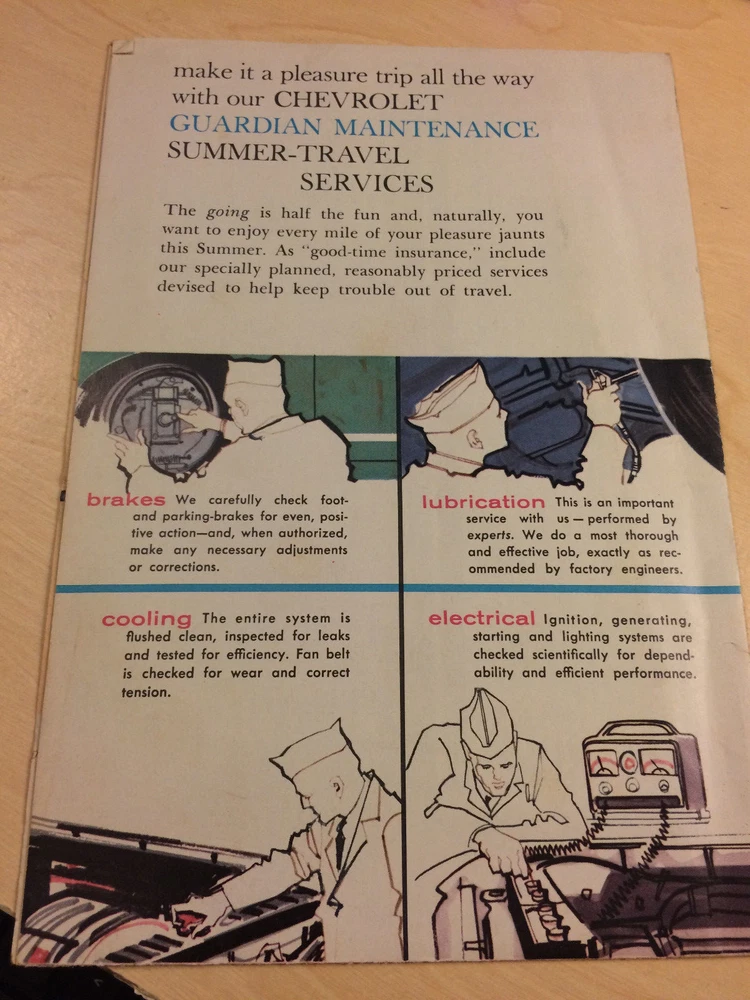 make it a pleasure trip all the way
with our CHEVROLET
GUARDIAN MAINTENANCE
SUMMER-TRAVEL
SERVICES
The going is half the fun and, naturally, you
want to enjoy every mile of your pleasure jaunts
this Summer. As "good-time insurance," include
our specially planned, reasonably priced services
devised to help keep trouble out of travel.
brakes We carefully check foot-
and parking-brakes for even, posi-
tive action—and, when authorized,
make any necessary adjustments
or corrections.
lubrication This is an important
service with us—performed by
experts. We do a most thorough
and effective job, exactly as rec-
ommended by factory engineers.
cooling The entire system is
flushed clean, inspected for leaks
and tested for efficiency. Fan belt
is checked for wear and correct
tension.
electrical Ignition, generating,
starting and lighting systems are
checked scientifically for depend-
ability and efficient performance.